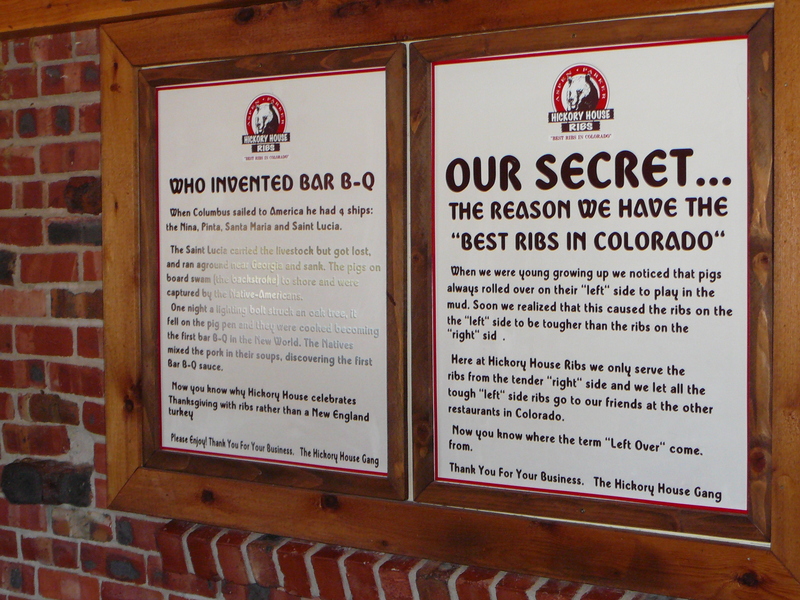 ASPEN • PARKER
HICKORY HOUSE
RIBS
"BEST RIBS IN COLORADO"
WHO INVENTED BAR B-Q
When Columbus sailed to America he had 4 ships:
the Nina, Pinta, Santa Maria and Saint Lucia.
The Saint Lucia carried the livestock but got lost,
and ran aground near Georgia and sank. The pigs on
board swam (the backstroke) to shore and were
captured by the Native-Americans.
One night a lighting bolt struck an oak tree, it
fell on the pig pen and they were cooked becoming
the first bar B-Q in the New World. The Natives
mixed the pork in their soups, discovering the first
Bar B-Q sauce.
Now you know why Hickory House celebrates
Thanksgiving with ribs rather than a New England
turkey
Please Enjoy! Thank You For Your Business. The Hickory House Gang
ASPEN • PARKER
HICKORY HOUSE
RIBS
"BEST RIBS IN COLORADO"
OUR SECRET...
THE REASON WE HAVE THE
"BEST RIBS IN COLORADO"
When we were young growing up we noticed that pigs
always rolled over on their "left" side to play in the
mud. Soon we realized that this caused the ribs on the
the "left" side to be tougher than the ribs on the
"right" sid .
Here at Hickory House Ribs we only serve the
ribs from the tender "right" side and we let all the
tough "left" side ribs go to our friends at the other
restaurants in Colorado.
Now you know where the term "Left Over" come.
from.
Thank You For Your Business. The Hickory House Gang